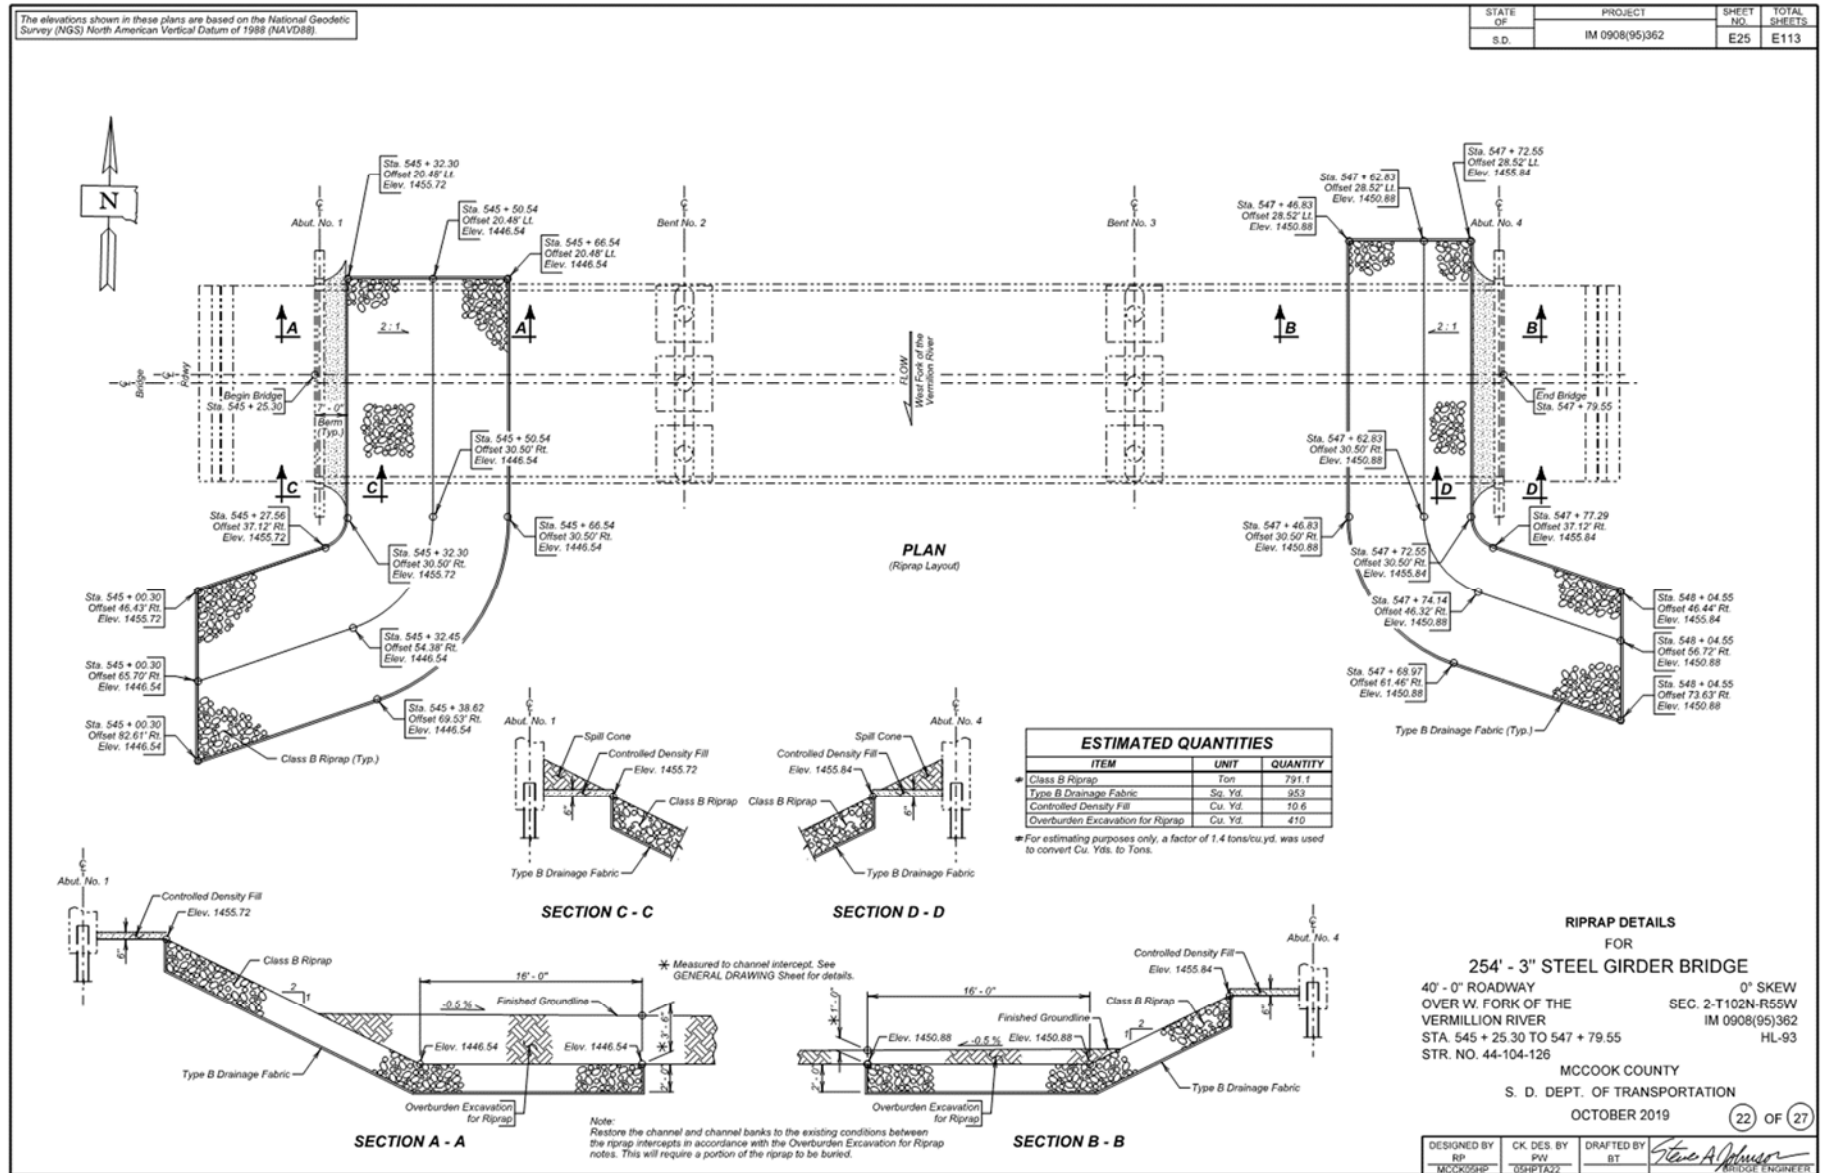 The elevations shown in these plans are based on the National Geodetic
Survey (NGS) North American Vertical Datum of 1988 (NAVD88).
STATE OF
S.D.
PROJECT
IM 0908(95)362
SHEET NO.
E25
TOTAL SHEETS
E113
N
Sta. 545 + 32.30
Offset 20.48' Lt.
Elev. 1455.72
Sta. 545 + 50.54
Offset 20.48' Lt.
Elev. 1446.54
Sta. 545 + 66.54
Offset 20.48' Lt.
Elev. 1446.54
Abut. No. 1
Bent No. 2
Bent No. 3
Abut. No. 4
Sta. 547 + 46.83
Offset 28.52' Lt.
Elev. 1450.88
Sta. 547 + 62.83
Offset 28.52' Lt.
Elev. 1450.88
Sta. 547 + 72.55
Offset 28.52' Lt.
Elev. 1455.84
A
A
2 : 1
B
B
2 : 1
Bridge
Rdwy
Begin Bridge
Sta. 545 + 25.30
7' - 0"
Berm
(Typ.)
FLOW
West Fork of the
Vermilion River
End Bridge
Sta. 547 + 79.55
C
C
D
D
Sta. 545 + 50.54
Offset 30.50' Rt.
Elev. 1446.54
Sta. 547 + 62.83
Offset 30.50' Rt.
Elev. 1450.88
Sta. 545 + 27.56
Offset 37.12' Rt.
Elev. 1455.72
Sta. 545 + 32.30
Offset 30.50' Rt.
Elev. 1455.72
Sta. 545 + 66.54
Offset 30.50' Rt.
Elev. 1446.54
PLAN
(Riprap Layout)
Sta. 547 + 46.83
Offset 30.50' Rt.
Elev. 1450.88
Sta. 547 + 72.55
Offset 30.50' Rt.
Elev. 1455.84
Sta. 547 + 77.29
Offset 37.12' Rt.
Elev. 1455.84
Sta. 545 + 00.30
Offset 46.43' Rt.
Elev. 1455.72
Sta. 545 + 32.45
Offset 54.38' Rt.
Elev. 1446.54
Sta. 545 + 00.30
Offset 65.70' Rt.
Elev. 1446.54
Sta. 545 + 38.62
Offset 69.53' Rt.
Elev. 1446.54
Sta. 545 + 00.30
Offset 82.61' Rt.
Elev. 1446.54
Class B Riprap (Typ.)
Sta. 547 + 74.14
Offset 46.32' Rt.
Elev. 1450.88
Sta. 547 + 68.97
Offset 61.46' Rt.
Elev. 1450.88
Sta. 548 + 04.55
Offset 46.44' Rt.
Elev. 1455.84
Sta. 548 + 04.55
Offset 56.72' Rt.
Elev. 1450.88
Sta. 548 + 04.55
Offset 73.63' Rt.
Elev. 1450.88
Type B Drainage Fabric (Typ.)
Abut. No. 1
Spill Cone
Controlled Density Fill
Elev. 1455.72
6"
Class B Riprap
Type B Drainage Fabric
SECTION C - C
Abut. No. 4
Spill Cone
Controlled Density Fill
Elev. 1455.84
6"
Class B Riprap
Type B Drainage Fabric
SECTION D - D
ESTIMATED QUANTITIES
ITEM UNIT QUANTITY
* Class B Riprap Ton 791.1
Type B Drainage Fabric Sq. Yd. 953
Controlled Density Fill Cu. Yd. 10.6
Overburden Excavation for Riprap Cu. Yd. 410
* For estimating purposes only, a factor of 1.4 tons/cu.yd. was used
to convert Cu. Yds. to Tons.
Abut. No. 1
Controlled Density Fill
Elev. 1455.72
6"
Class B Riprap
2
1
16' - 0"
-0.5 %
Finished Groundline
* 3' - 6"
Elev. 1446.54
Elev. 1446.54
2' - 0"
Type B Drainage Fabric
Overburden Excavation
for Riprap
SECTION A - A
* Measured to channel intercept. See
GENERAL DRAWING Sheet for details.
Note:
Restore the channel and channel banks to the existing conditions between
the riprap intercepts in accordance with the Overburden Excavation for Riprap
notes. This will require a portion of the riprap to be buried.
Abut. No. 4
Controlled Density Fill
Elev. 1455.84
6"
Class B Riprap
2
1
16' - 0"
* 1' - 0"
Finished Groundline
Elev. 1450.88
-0.5 %
Elev. 1450.88
2' - 0"
Type B Drainage Fabric
Overburden Excavation
for Riprap
SECTION B - B
RIPRAP DETAILS
FOR
254' - 3" STEEL GIRDER BRIDGE
40' - 0" ROADWAY 0° SKEW
OVER W. FORK OF THE SEC. 2-T102N-R55W
VERMILLION RIVER IM 0908(95)362
STA. 545 + 25.30 TO 547 + 79.55 HL-93
STR. NO. 44-104-126
MCCOOK COUNTY
S. D. DEPT. OF TRANSPORTATION
OCTOBER 2019
22 OF 27
DESIGNED BY
RP
MCCK05HP
CK. DES. BY
PW
05HPTA22
DRAFTED BY
BT
Steve A Johnson
BRIDGE ENGINEER